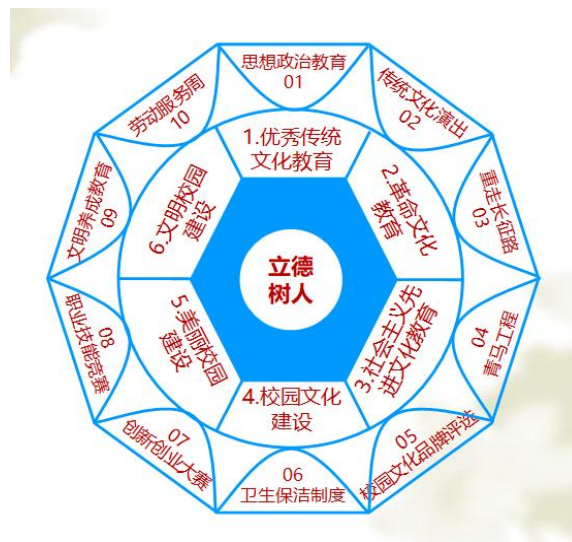 立德
树人
1.优秀传统
文化教育
2.革命文化
教育
3.社会主义先
进文化教育
4.校园文化
建设
5.美丽校园
建设
6.文明校园
建设
思想政治教育
01
传统文化演出
02
重走长征路
03
04
青马工程
05
校园文化品牌评选
06
卫生保洁制度
07
创新创业大赛
08
职业技能竞赛
文明养成教育
09
劳动服务周
10